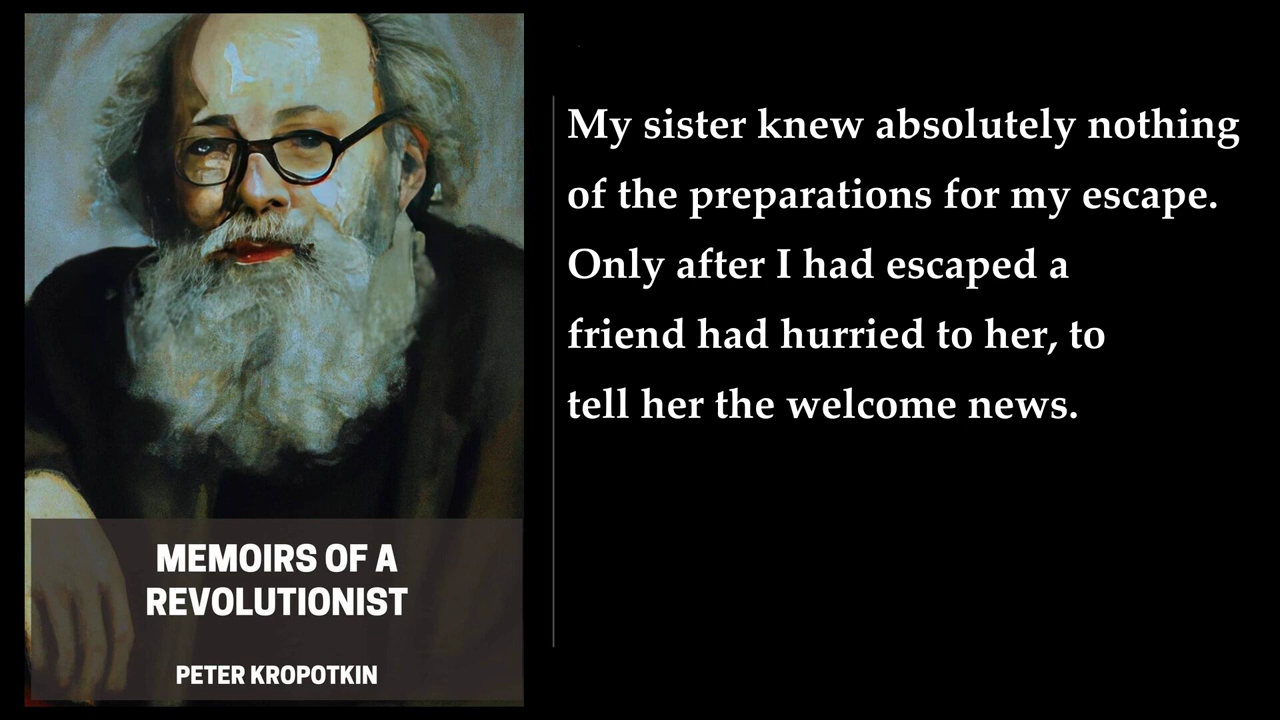 My sister knew absolutely nothing
of the preparations for my escape.
Only after I had escaped a
friend had hurried to her, to
tell her the welcome news.
MEMOIRS OF A
REVOLUTIONIST
PETER KROPOTKIN